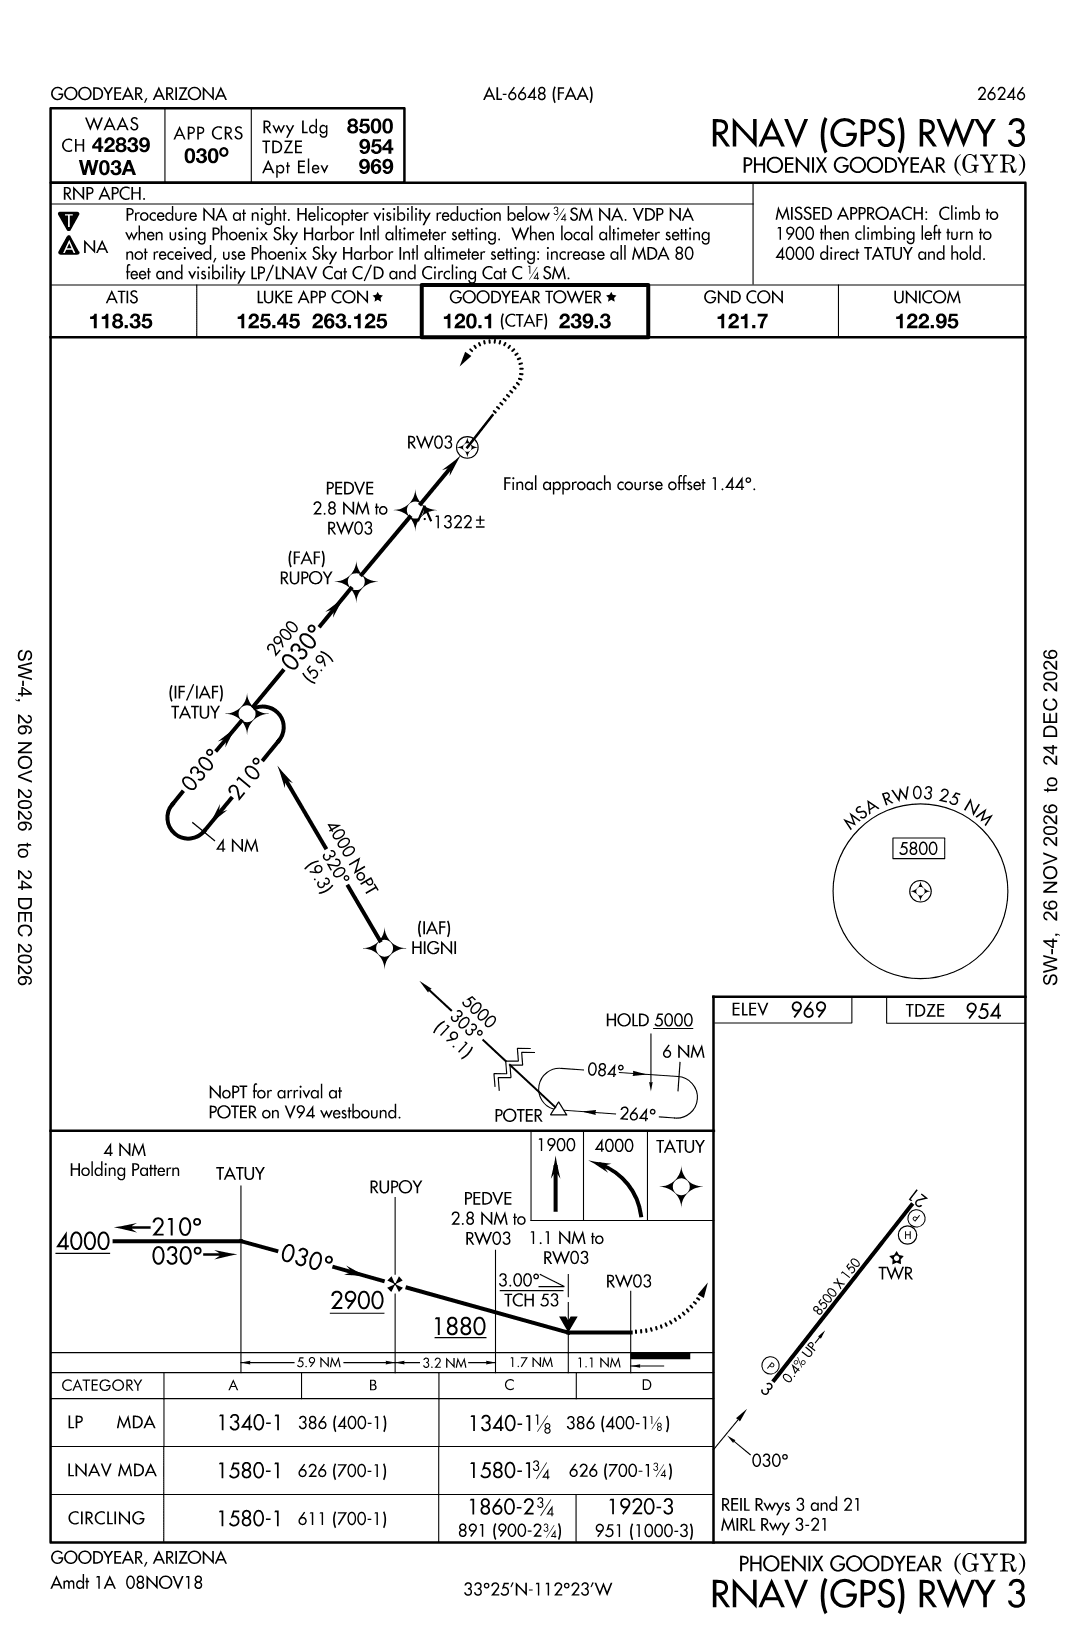 GOODYEAR, ARIZONA
AL-6648 (FAA)
26246
WAAS
CH 42839
W03A
APP CRS
030°
Rwy Ldg 8500
TDZE 954
Apt Elev 969
RNAV (GPS) RWY 3
PHOENIX GOODYEAR (GYR)
RNP APCH.
T
A NA
Procedure NA at night. Helicopter visibility reduction below ¾ SM NA. VDP NA
when using Phoenix Sky Harbor Intl altimeter setting. When local altimeter setting
not received, use Phoenix Sky Harbor Intl altimeter setting: increase all MDA 80
feet and visibility LP/LNAV Cat C/D and Circling Cat C ¼ SM.
MISSED APPROACH: Climb to
1900 then climbing left turn to
4000 direct TATUY and hold.
ATIS
118.35
LUKE APP CON ★
125.45 263.125
GOODYEAR TOWER ★
120.1 (CTAF) 239.3
GND CON
121.7
UNICOM
122.95
RW03
Final approach course offset 1.44°.
PEDVE
2.8 NM to
RW03
1322±
(FAF)
RUPOY
2900
030°
(5.9)
(IF/IAF)
TATUY
030°
210°
4 NM
4000 NoPT
320°
(9.3)
(IAF)
HIGNI
MSA RW03 25 NM
5800
5000
303°
(19.1)
HOLD 5000
6 NM
084°
264°
POTER
NoPT for arrival at
POTER on V94 westbound.
SW-4, 26 NOV 2026 to 24 DEC 2026
SW-4, 26 NOV 2026 to 24 DEC 2026
ELEV 969
TDZE 954
21
P
H
TWR
8500 X 150
0.4% UP
P
3
030°
REIL Rwys 3 and 21
MIRL Rwy 3-21
4 NM
Holding Pattern
TATUY
RUPOY
PEDVE
2.8 NM to
RW03
1900
4000
TATUY
1.1 NM to
RW03
RW03
4000
210°
030°
030°
2900
1880
3.00°
TCH 53
5.9 NM
3.2 NM
1.7 NM
1.1 NM
CATEGORY A B C D
LP MDA 1340-1 386 (400-1) 1340-1⅛ 386 (400-1⅛)
LNAV MDA 1580-1 626 (700-1) 1580-1¾ 626 (700-1¾)
CIRCLING 1580-1 611 (700-1) 1860-2¾ 1920-3
891 (900-2¾) 951 (1000-3)
GOODYEAR, ARIZONA
Amdt 1A 08NOV18
33°25'N-112°23'W
PHOENIX GOODYEAR (GYR)
RNAV (GPS) RWY 3